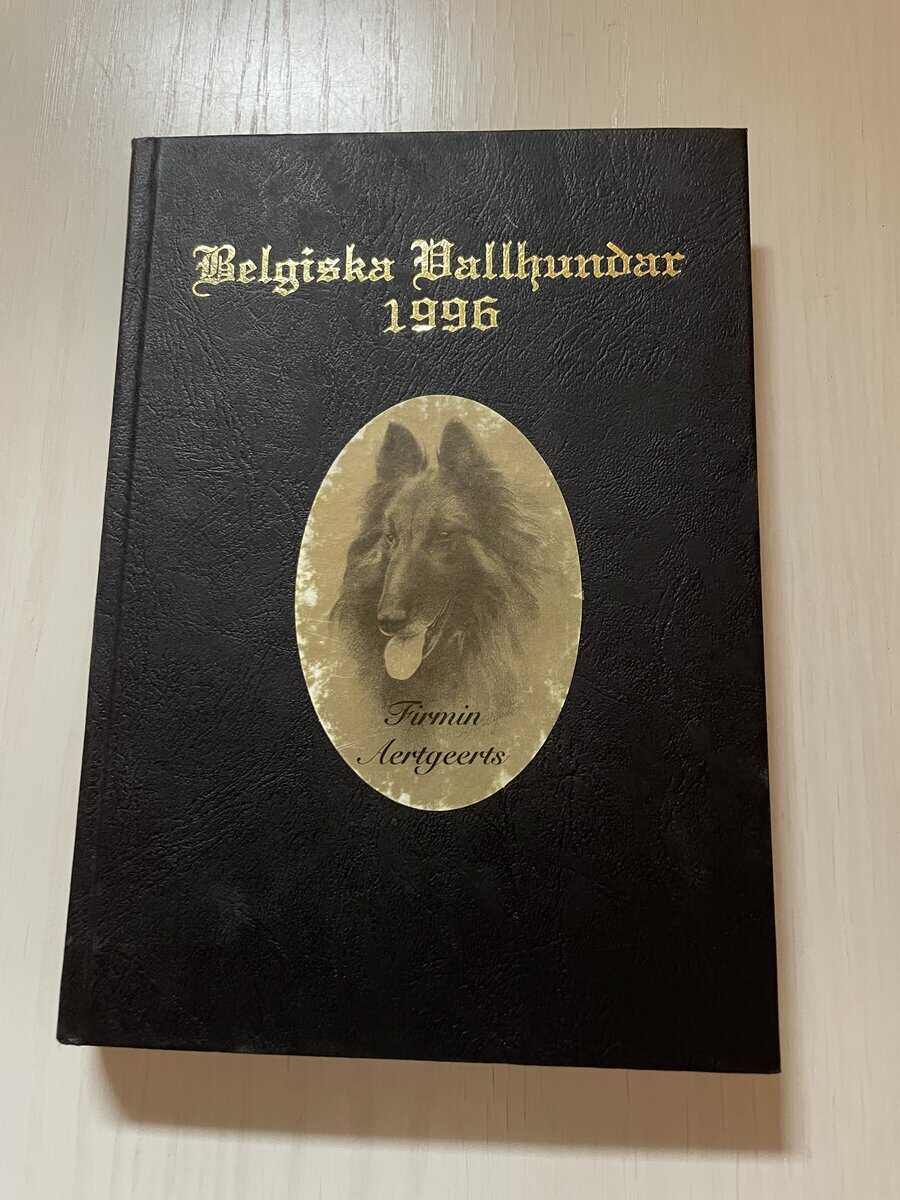 Belgiska Vallhundar
1996
Firmin
Aertgeerts